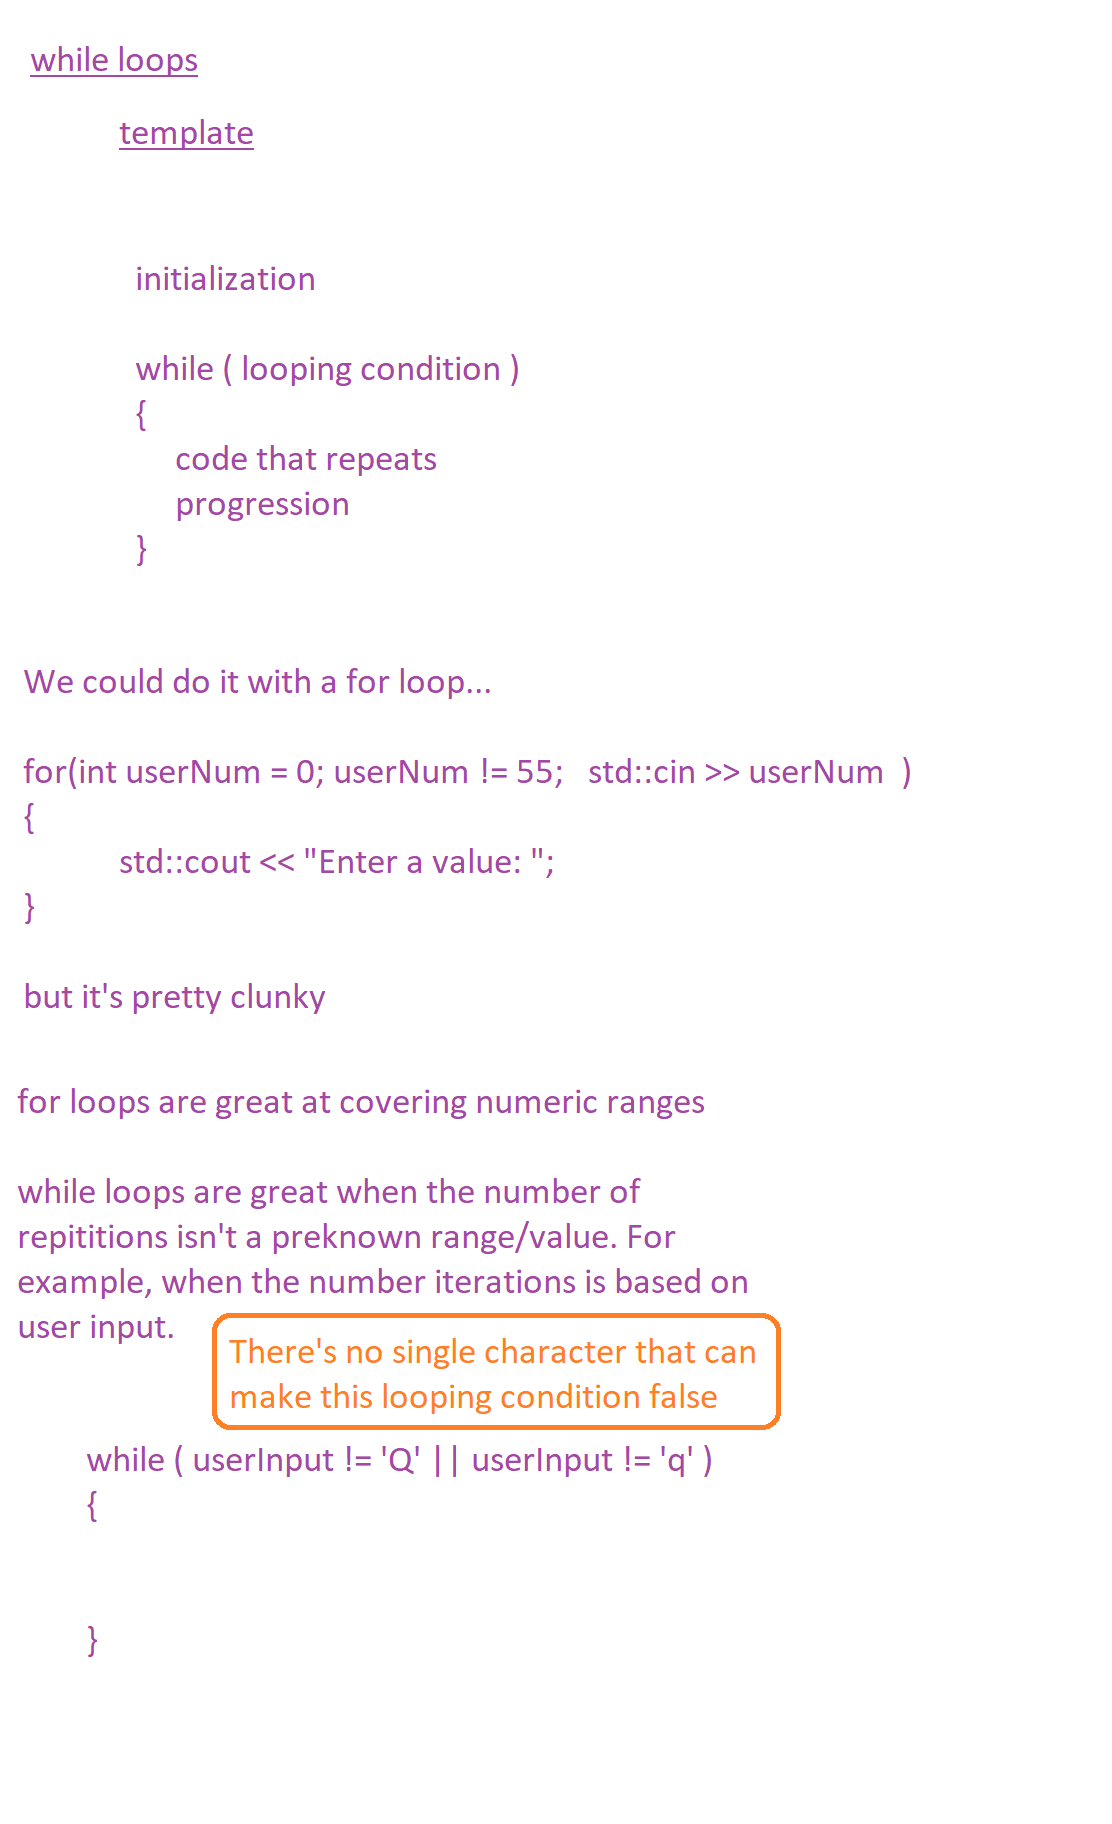 while loops
template
initialization
while ( looping condition )
{
code that repeats
progression
}
We could do it with a for loop...
for(int userNum = 0; userNum != 55;   std::cin >> userNum  )
{
std::cout << "Enter a value: ";
}
but it's pretty clunky
for loops are great at covering numeric ranges
while loops are great when the number of
repititions isn't a preknown range/value. For
example, when the number iterations is based on
user input.
There's no single character that can
make this looping condition false
while ( userInput != 'Q' || userInput != 'q' )
{
}